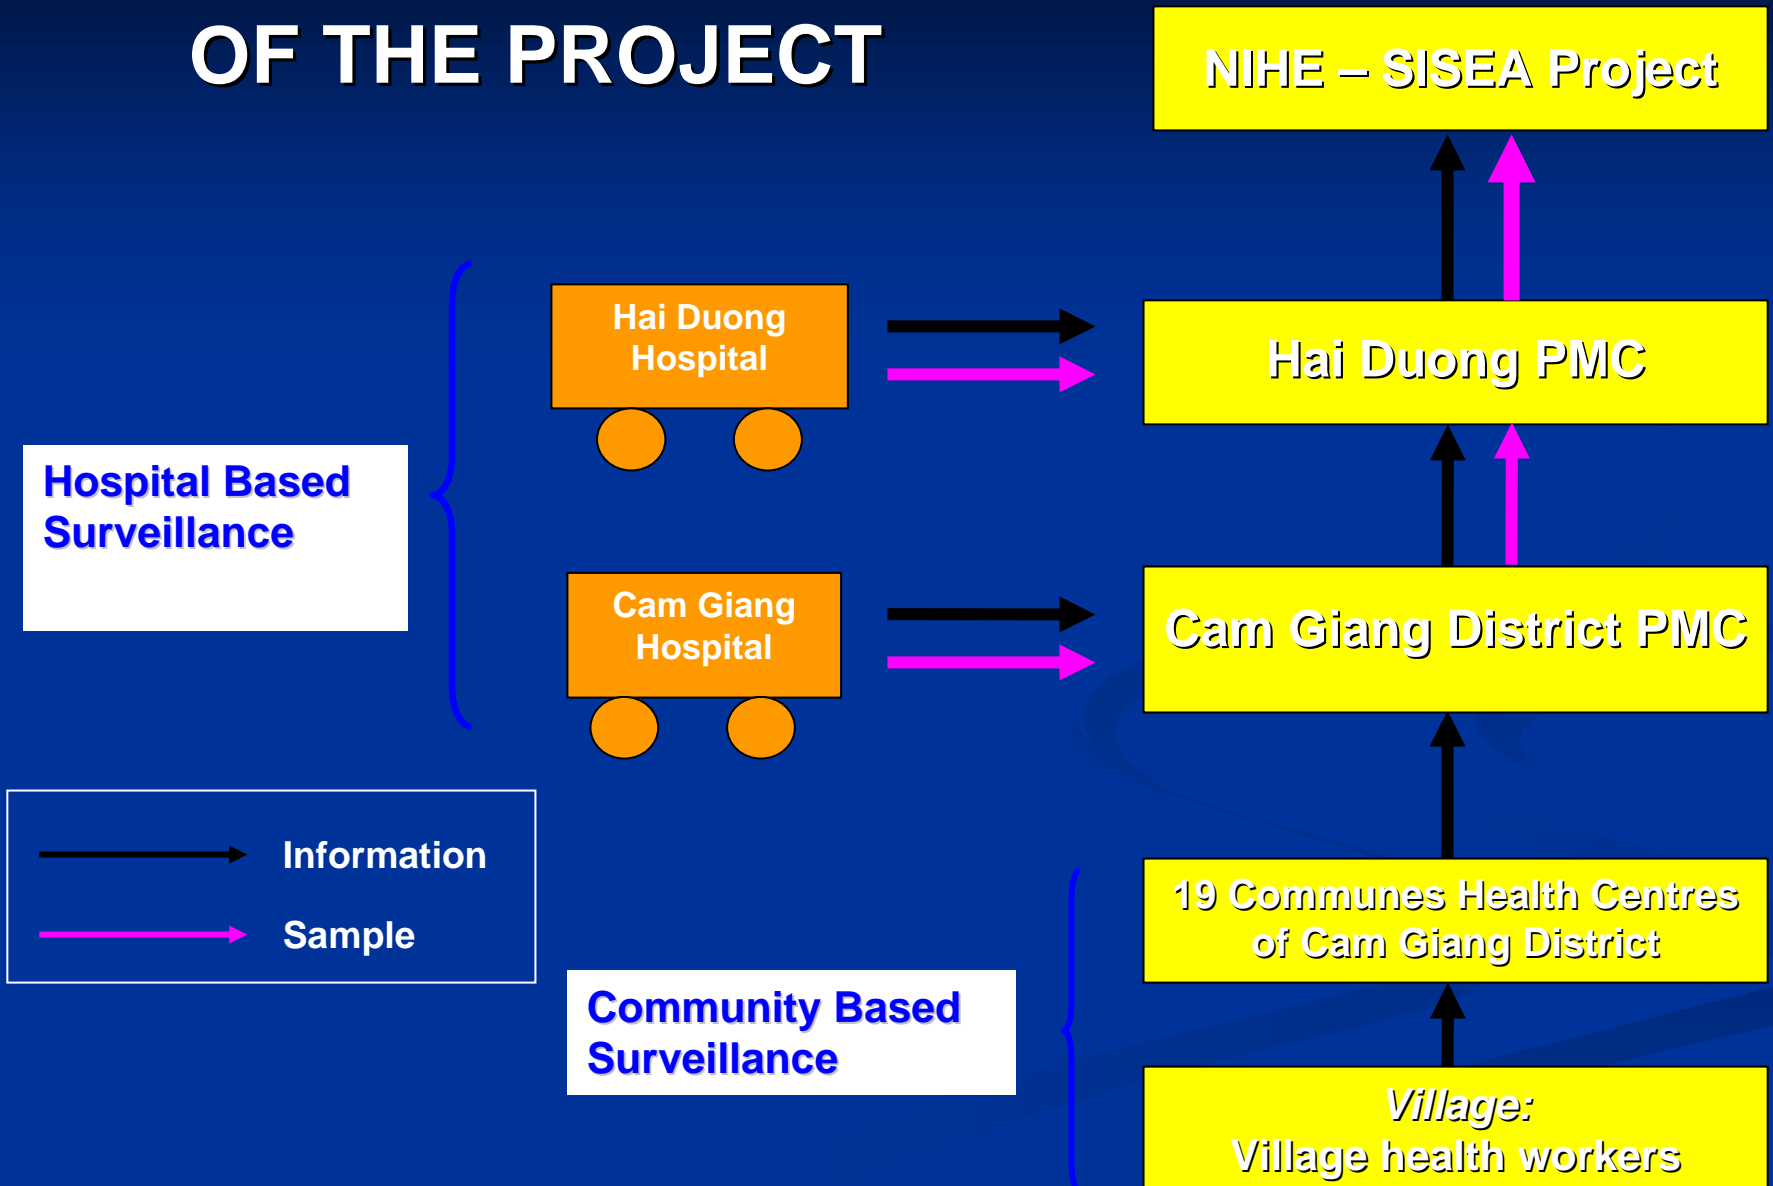 OF THE PROJECT
NIHE – SISEA Project
Hai Duong
Hospital
Hai Duong PMC
Hospital Based
Surveillance
Cam Giang
Hospital
Cam Giang District PMC
Information
Sample
19 Communes Health Centres
of Cam Giang District
Community Based
Surveillance
Village:
Village health workers